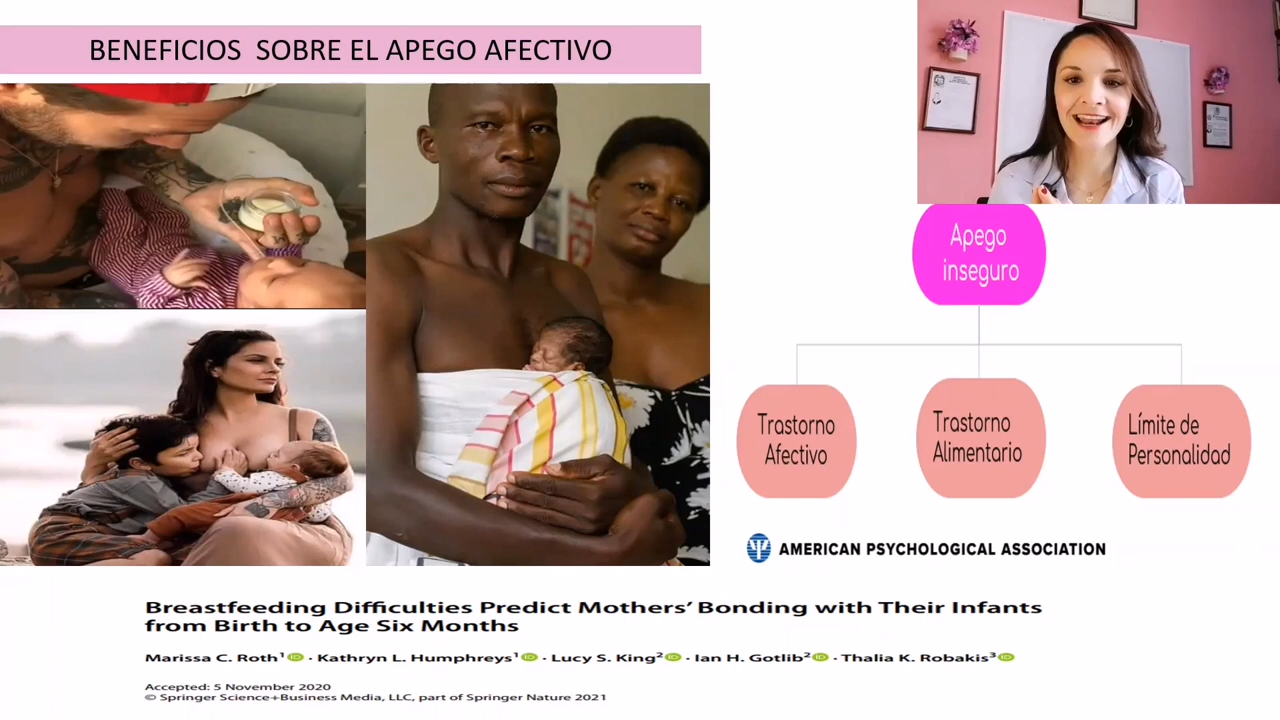 BENEFICIOS SOBRE EL APEGO AFECTIVO
Apego
inseguro
Trastorno
Afectivo
Trastorno
Alimentario
Límite de
Personalidad
AMERICAN PSYCHOLOGICAL ASSOCIATION
Breastfeeding Difficulties Predict Mothers’ Bonding with Their Infants
from Birth to Age Six Months
Marissa C. Roth¹ · Kathryn L. Humphreys¹ · Lucy S. King² · Ian H. Gotlib² · Thalia K. Robakis³
Accepted: 5 November 2020
© Springer Science+Business Media, LLC, part of Springer Nature 2021